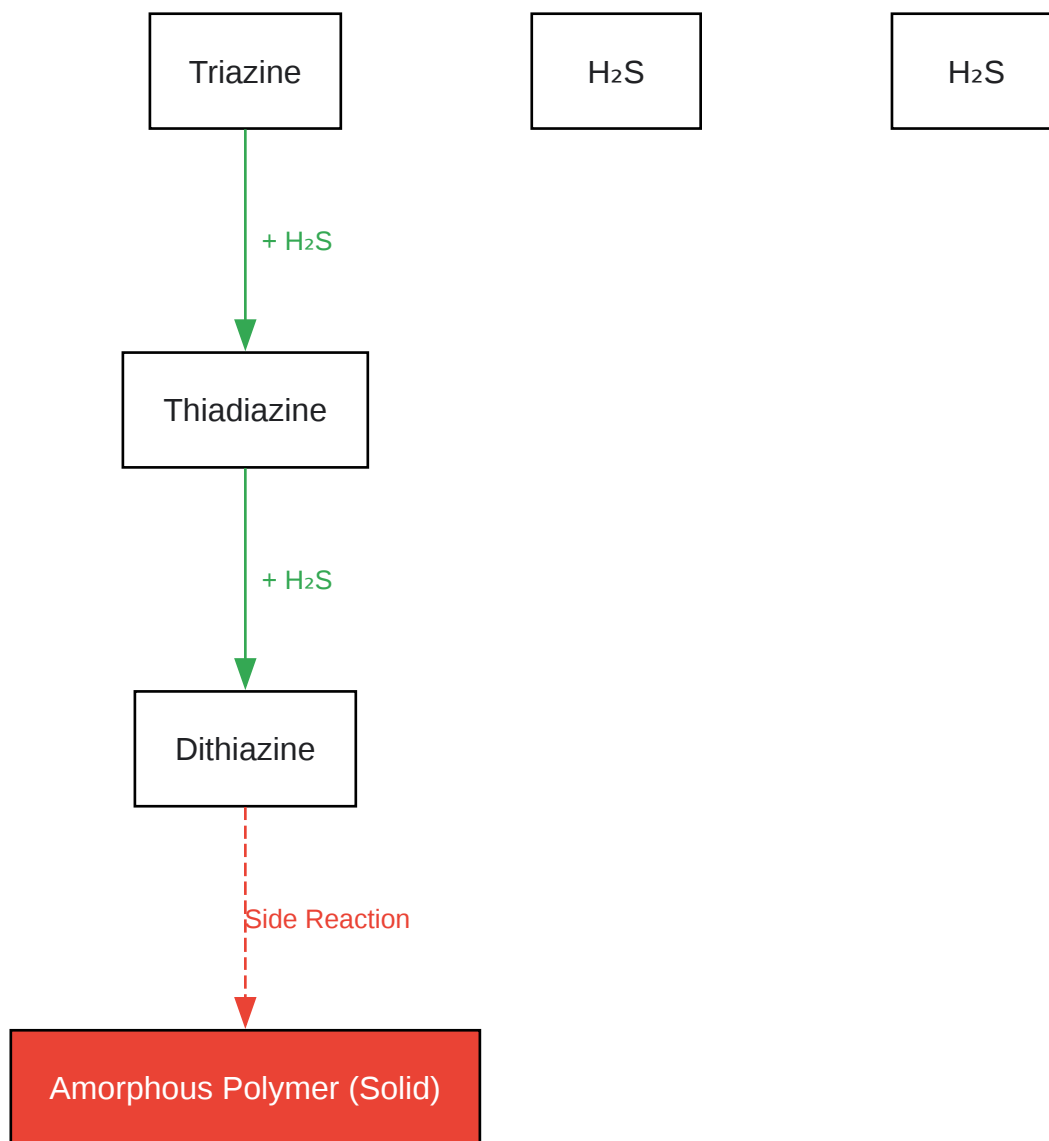 Triazine
H₂S
H₂S
+ H₂S
Thiadiazine
+ H₂S
Dithiazine
Side Reaction
Amorphous Polymer (Solid)